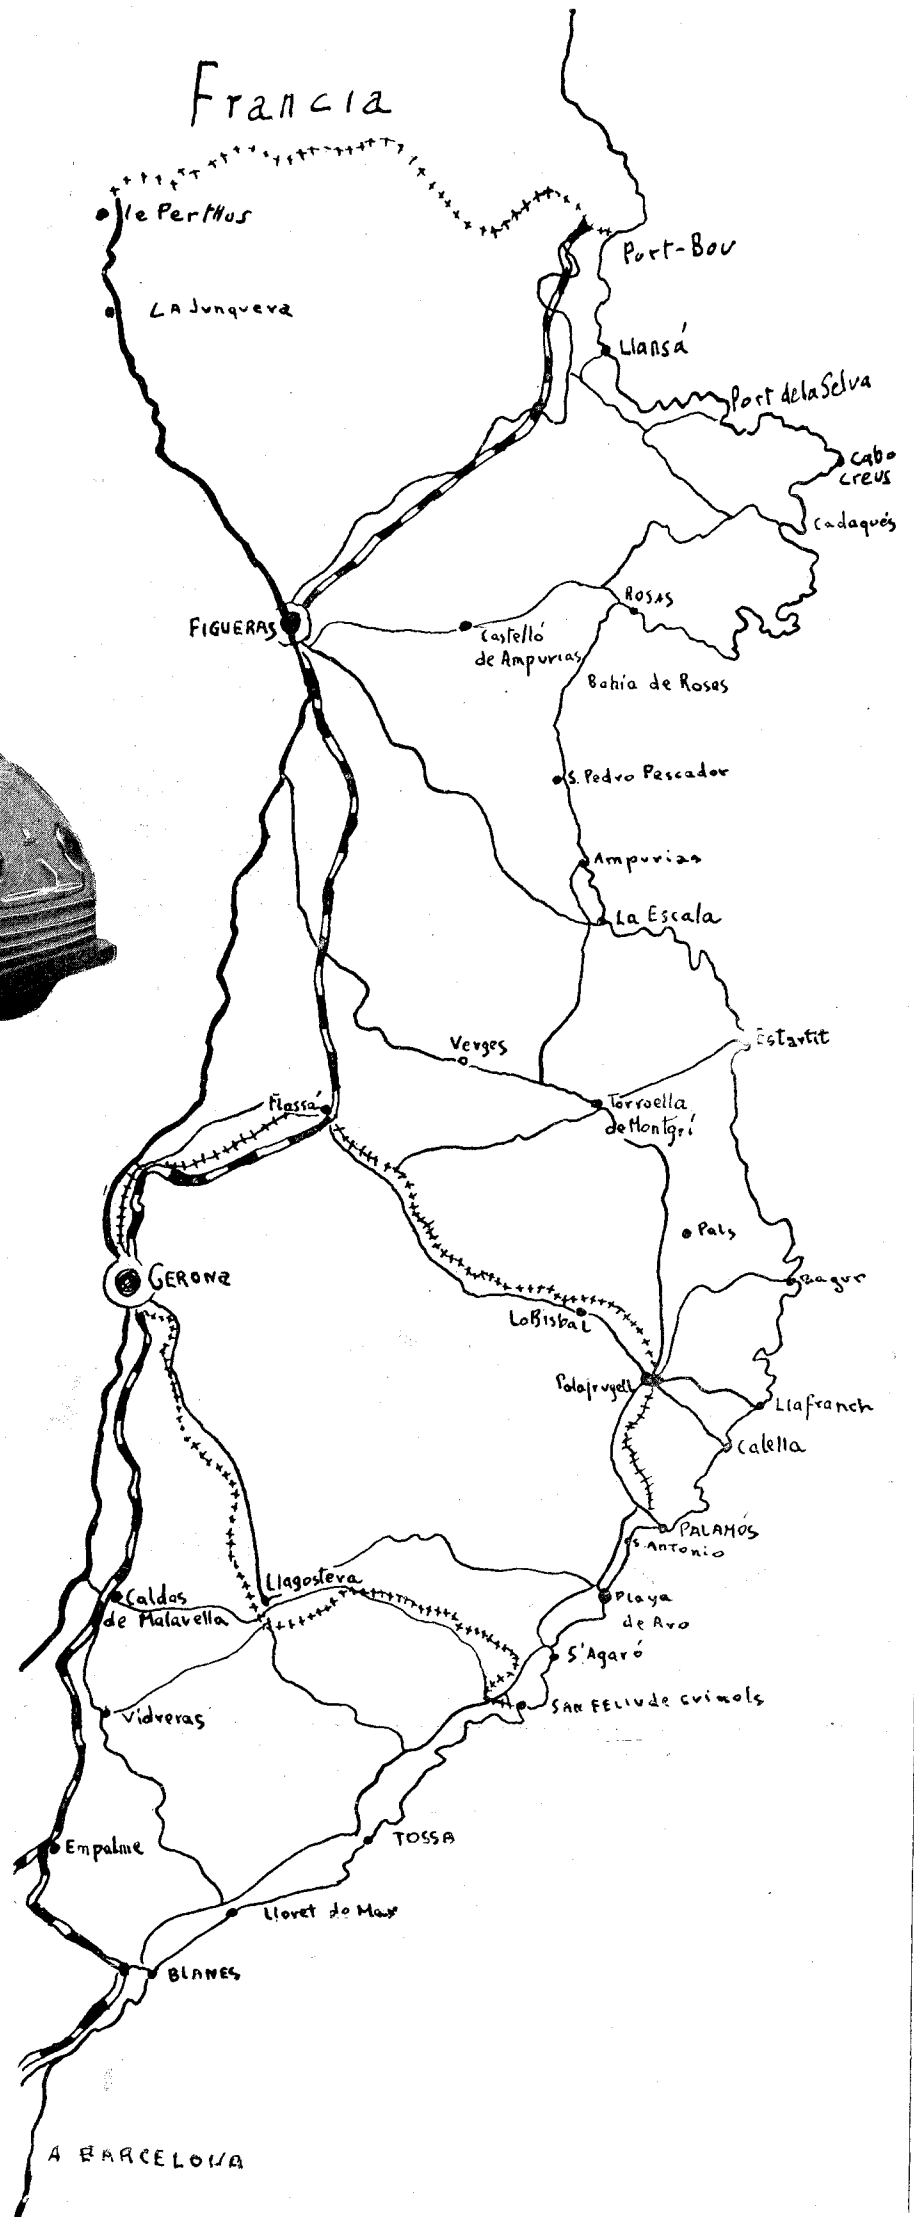 Francia
le Perthus
Port-Bou
LA Junquera
Llansá
Port de la Selva
Cabo
creus
Cadaqués
FIGUERAS
ROSAS
Castelló
de Ampurias
Bahía de Rosas
S. Pedro Pescador
Ampurias
La Escala
Estartit
Verges
Flassá
Torroella
de Montgrí
Pals
GERONA
Bagur
La Bisbal
Palafrugell
Llafranch
Calella
PALAMÓS
S. ANTONIO
Llagostera
Caldas
de Malavella
Playa
de Aro
S'Agaró
SAN FELIU de GUIXOLS
Vidreras
Empalme
TOSSA
Lloret de Mar
BLANES
A BARCELONA